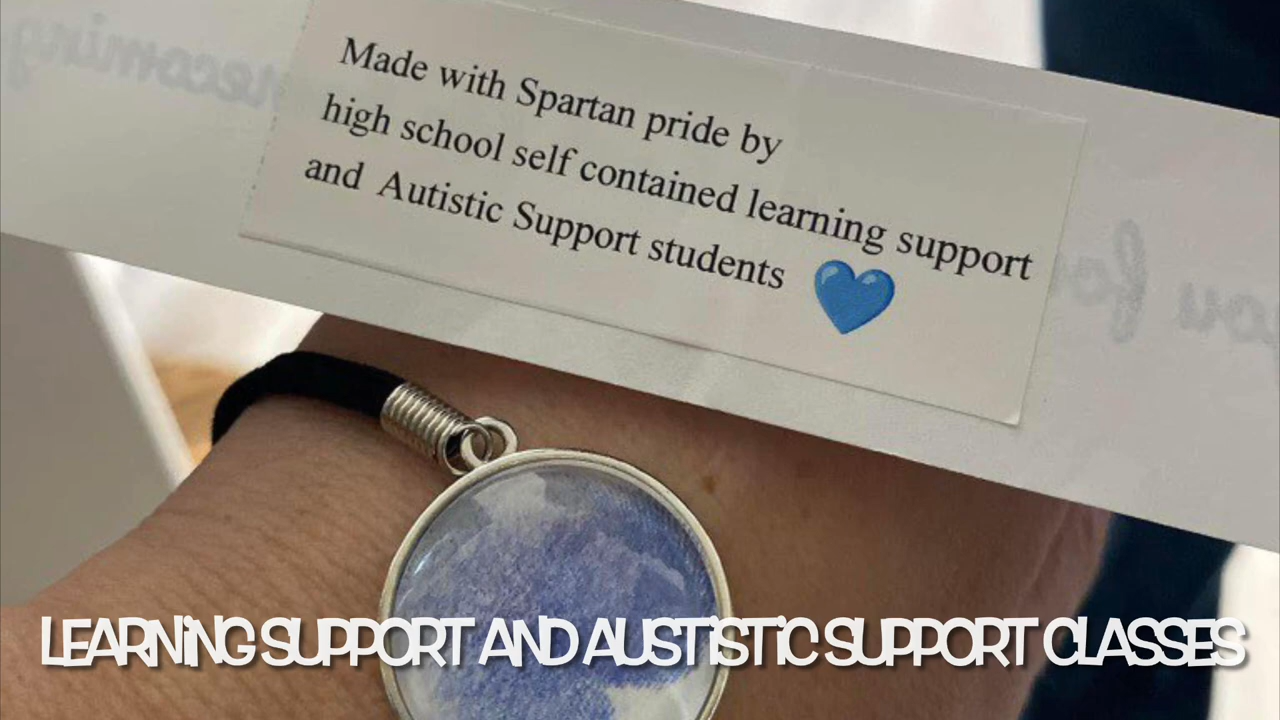 Made with Spartan pride by
high school self contained learning support
and Autistic Support students 💙
LEARNING SUPPORT AND AUSTISTIC SUPPORT CLASSES